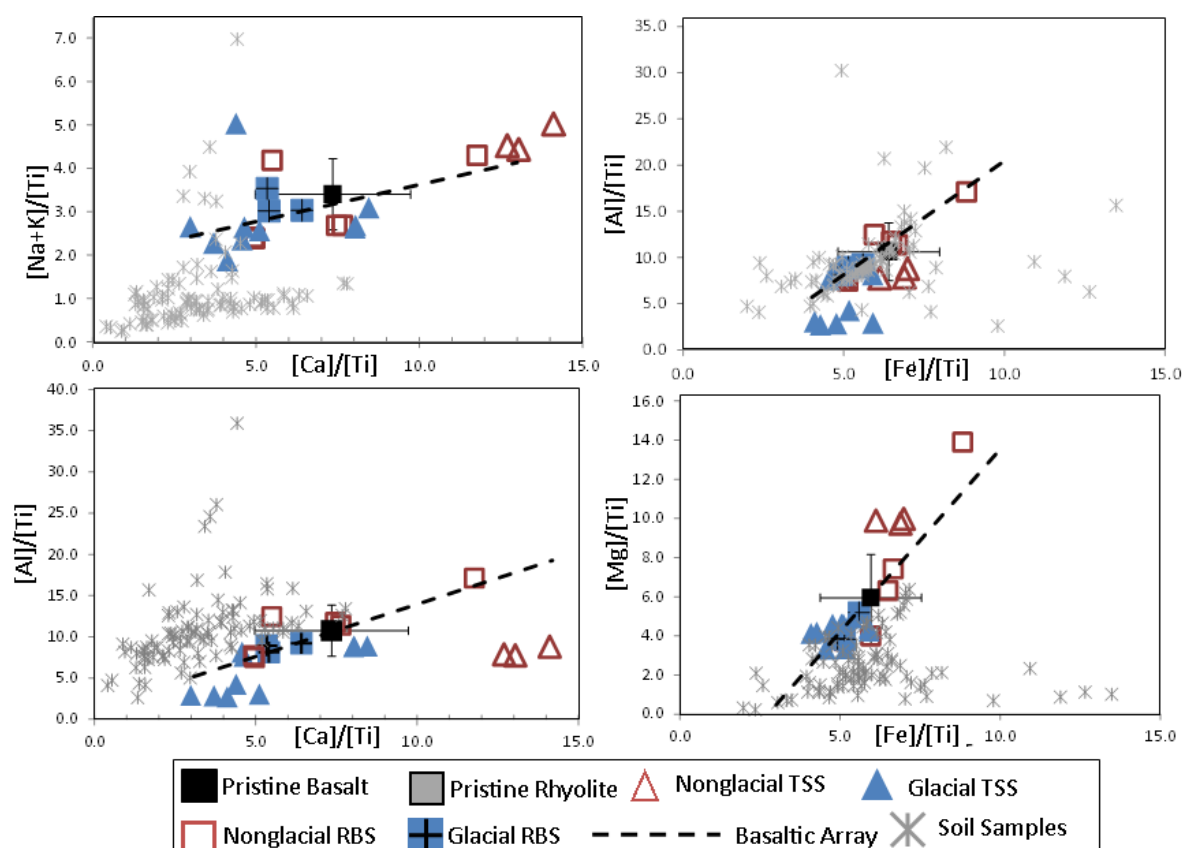 7.0
6.0
5.0
4.0
3.0
2.0
1.0
0.0
[Na+K]/[Ti]
0.0 5.0 10.0 15.0
[Ca]/[Ti]
35.0
30.0
25.0
20.0
15.0
10.0
5.0
0.0
[Al]/[Ti]
0.0 5.0 10.0 15.0
[Fe]/[Ti]
40.0
35.0
30.0
25.0
20.0
15.0
10.0
5.0
0.0
[Al]/[Ti]
0.0 5.0 10.0 15.0
[Ca]/[Ti]
16.0
14.0
12.0
10.0
8.0
6.0
4.0
2.0
0.0
[Mg]/[Ti]
0.0 5.0 10.0 15.0
[Fe]/[Ti]
Pristine Basalt Pristine Rhyolite Nonglacial TSS Glacial TSS
Nonglacial RBS Glacial RBS Basaltic Array Soil Samples